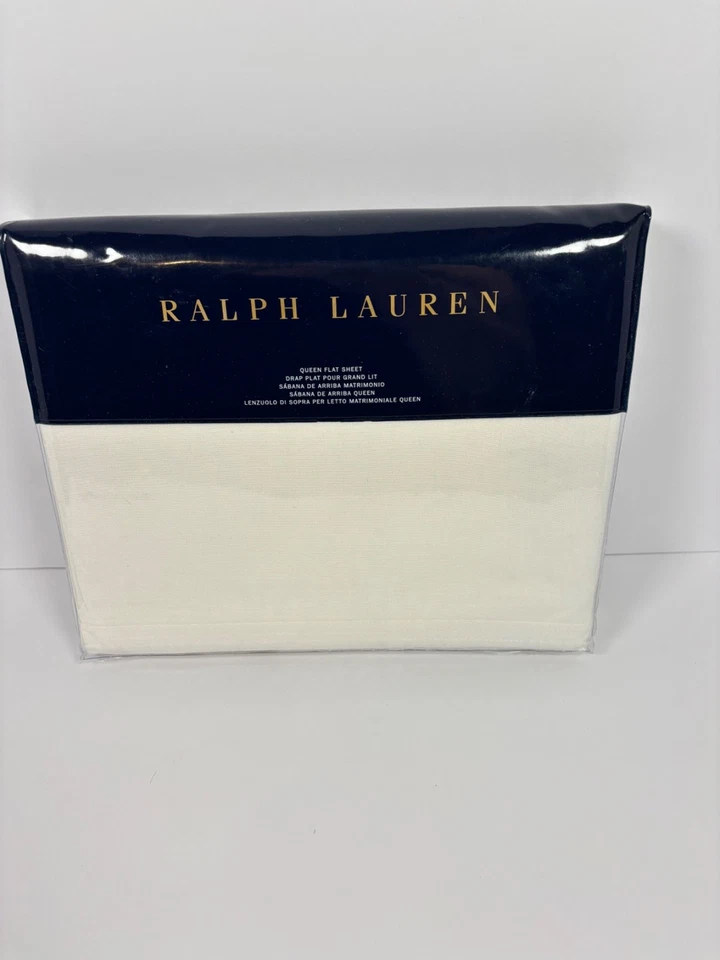 RALPH LAUREN
QUEEN FLAT SHEET
DRAP PLAT POUR GRAND LIT
SÁBANA DE ARRIBA MATRIMONIO
SÁBANA DE ARRIBA QUEEN
LENZUOLO DI SOPRA PER LETTO MATRIMONIALE QUEEN